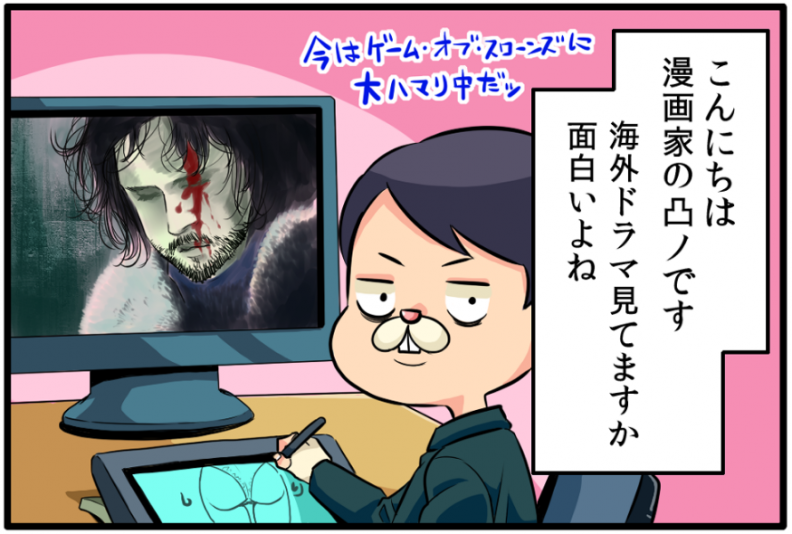 こんにちは
漫画家の凸ノです
海外ドラマ見てますか
面白いよね
今はゲーム・オブ・スローンズに
大ハマリ中だッ